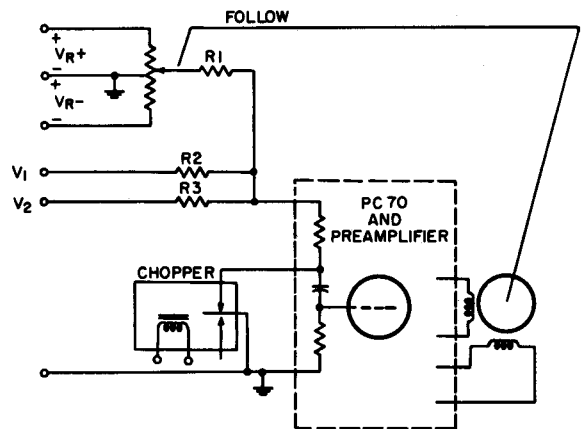 FOLLOW
+
VR+
-
+
VR-
-
R1
R2
V1
R3
V2
PC 70
AND
PREAMPLIFIER
CHOPPER